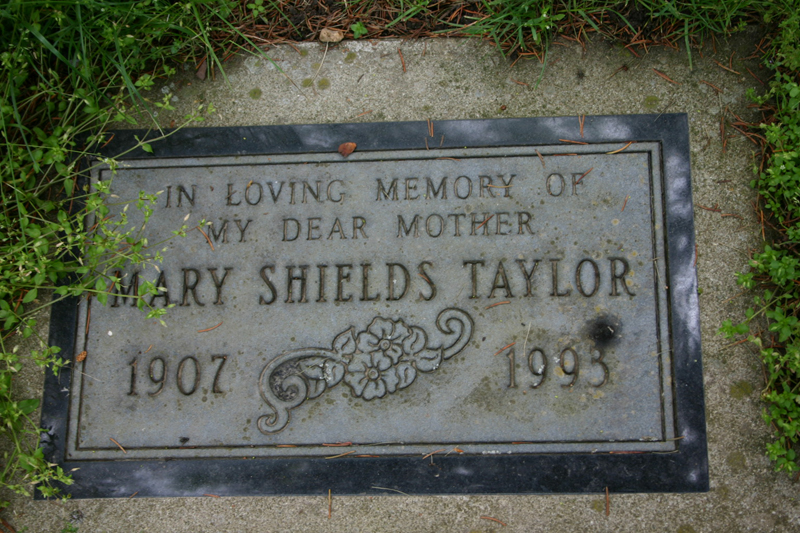 IN LOVING MEMORY OF
MY DEAR MOTHER
MARY SHIELDS TAYLOR
1907 1993